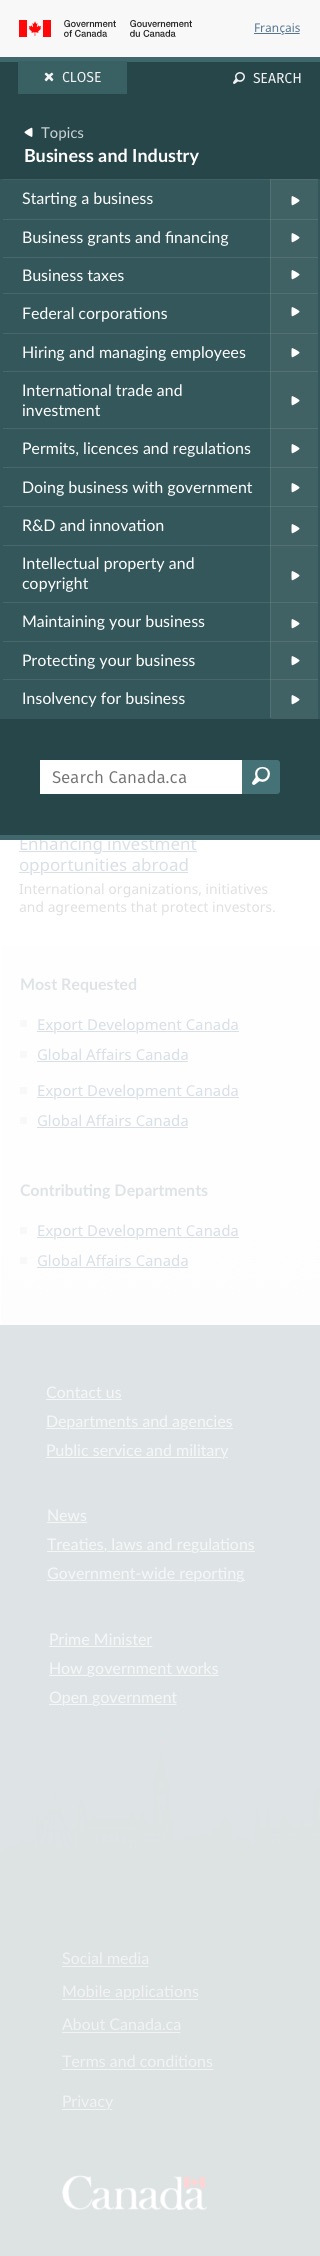 Government of Canada
Gouvernement du Canada
Français
CLOSE
SEARCH
Topics
Business and Industry
Starting a business
Business grants and financing
Business taxes
Federal corporations
Hiring and managing employees
International trade and
investment
Permits, licences and regulations
Doing business with government
R&D and innovation
Intellectual property and
copyright
Maintaining your business
Protecting your business
Insolvency for business
Search Canada.ca
Enhancing investment
opportunities abroad
International organizations, initiatives
and agreements that protect investors.
Most Requested
Export Development Canada
Global Affairs Canada
Export Development Canada
Global Affairs Canada
Contributing Departments
Export Development Canada
Global Affairs Canada
Contact us
Departments and agencies
Public service and military
News
Treaties, laws and regulations
Government-wide reporting
Prime Minister
How government works
Open government
Social media
Mobile applications
About Canada.ca
Terms and conditions
Privacy
Canada